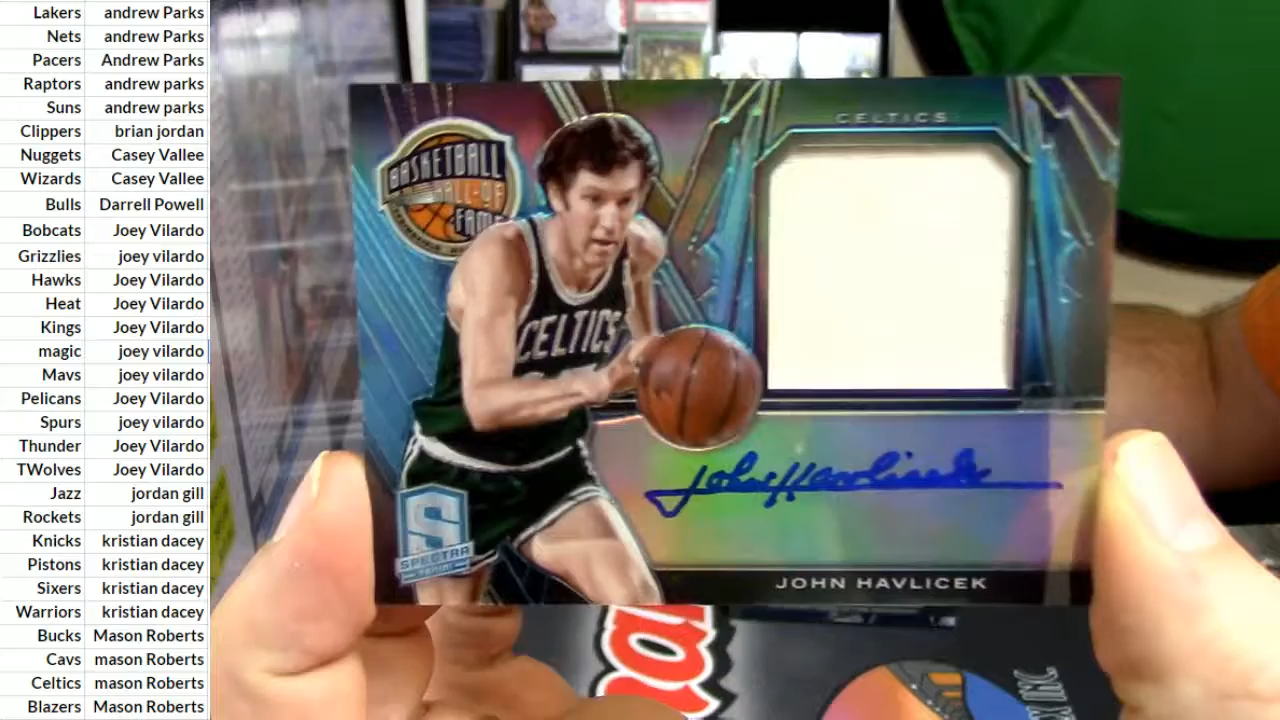 Lakers andrew Parks
Nets andrew Parks
Pacers Andrew Parks
Raptors andrew parks
Suns andrew parks
Clippers brian jordan
Nuggets Casey Vallee
Wizards Casey Vallee
Bulls Darrell Powell
Bobcats Joey Vilardo
Grizzlies joey vilardo
Hawks Joey Vilardo
Heat Joey Vilardo
Kings Joey Vilardo
magic joey vilardo
Mavs joey vilardo
Pelicans Joey Vilardo
Spurs joey vilardo
Thunder Joey Vilardo
TWolves Joey Vilardo
Jazz jordan gill
Rockets jordan gill
Knicks kristian dacey
Pistons kristian dacey
Sixers kristian dacey
Warriors kristian dacey
Bucks Mason Roberts
Cavs mason Roberts
Celtics mason Roberts
Blazers Mason Roberts
CELTICS
BASKETBALL
HALL OF
FAME
CELTICS
John Havlicek
S
SPECTRA
PANINI
JOHN HAVLICEK
INC